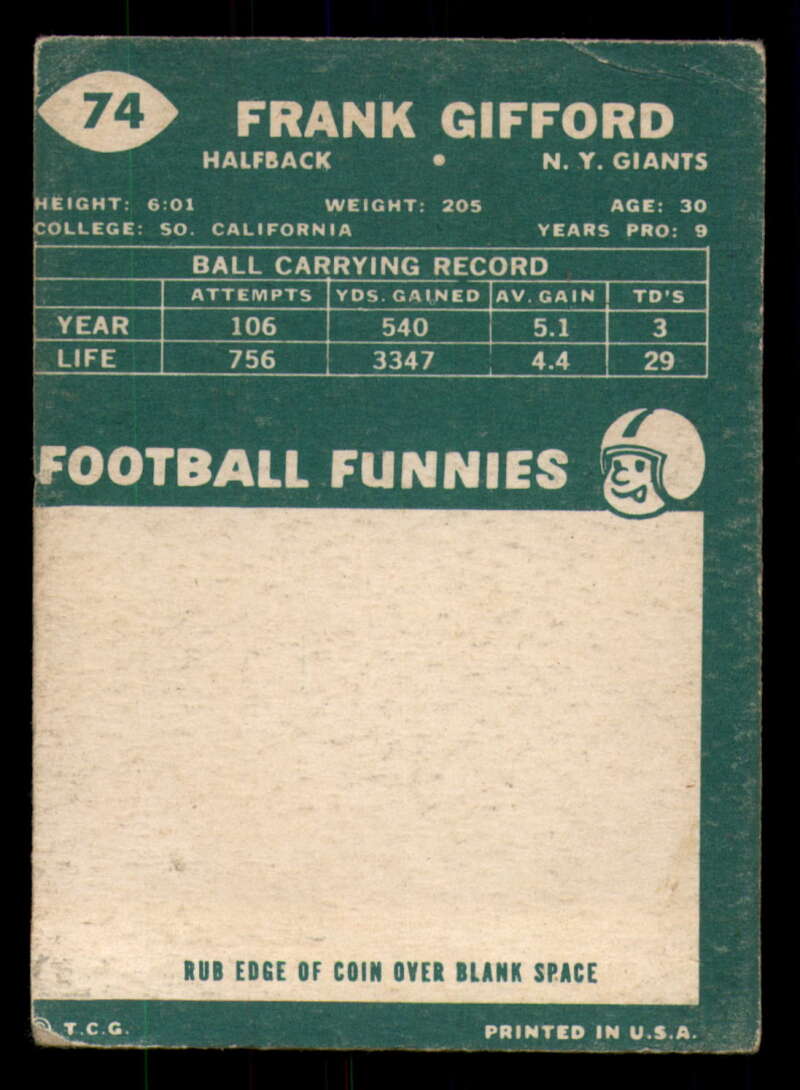 74
FRANK GIFFORD
HALFBACK • N. Y. GIANTS
HEIGHT: 6:01 WEIGHT: 205 AGE: 30
COLLEGE: SO. CALIFORNIA YEARS PRO: 9
BALL CARRYING RECORD
ATTEMPTS YDS. GAINED AV. GAIN TD'S
YEAR 106 540 5.1 3
LIFE 756 3347 4.4 29
FOOTBALL FUNNIES
RUB EDGE OF COIN OVER BLANK SPACE
© T.C.G. PRINTED IN U.S.A.